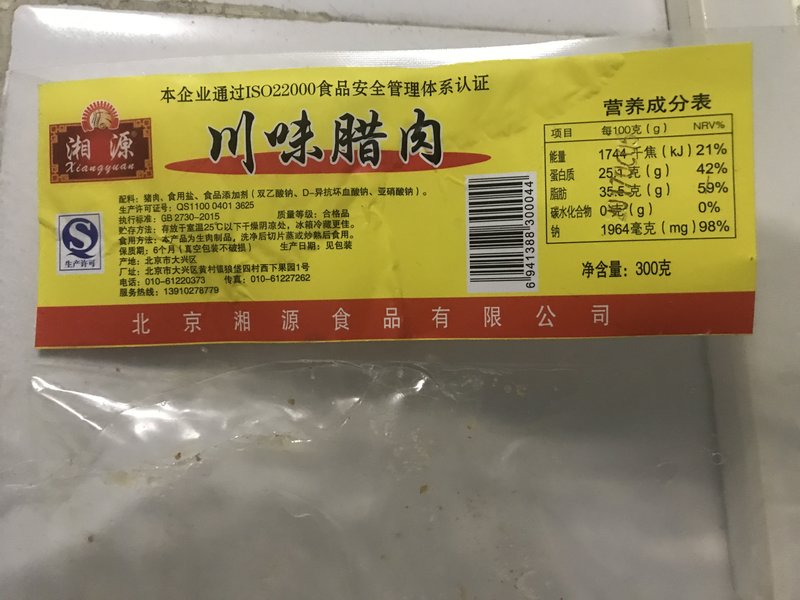 本企业通过ISO22000食品安全管理体系认证
湘源
Xiangyuan
川味腊肉
配料：猪肉、食用盐、食品添加剂（双乙酸钠、D-异抗坏血酸钠、亚硝酸钠）。
生产许可证号：QS1100 0401 3625
执行标准：GB 2730-2015 质量等级：合格品
贮存方法：存放于室温25℃以下干燥阴凉处，冰箱冷藏更佳。
食用方法：本产品为生肉制品，洗净后切片蒸或炒熟后食用。
保质期：6个月（真空包装不破损） 生产日期：见包装
产地：北京市大兴区
厂址：北京市大兴区黄村镇狼垡四村西下果园1号
电话：010-61220373 传真：010-61227262
服务热线：13910278779
生产许可
6 941388 300044
营养成分表
项目 每100克（g） NRV%
能量 1744千焦（kJ） 21%
蛋白质 25 克（g） 42%
脂肪 35 克（g） 59%
碳水化合物 0 （g） 0%
钠 1964毫克（mg） 98%
净含量：300克
北京湘源食品有限公司